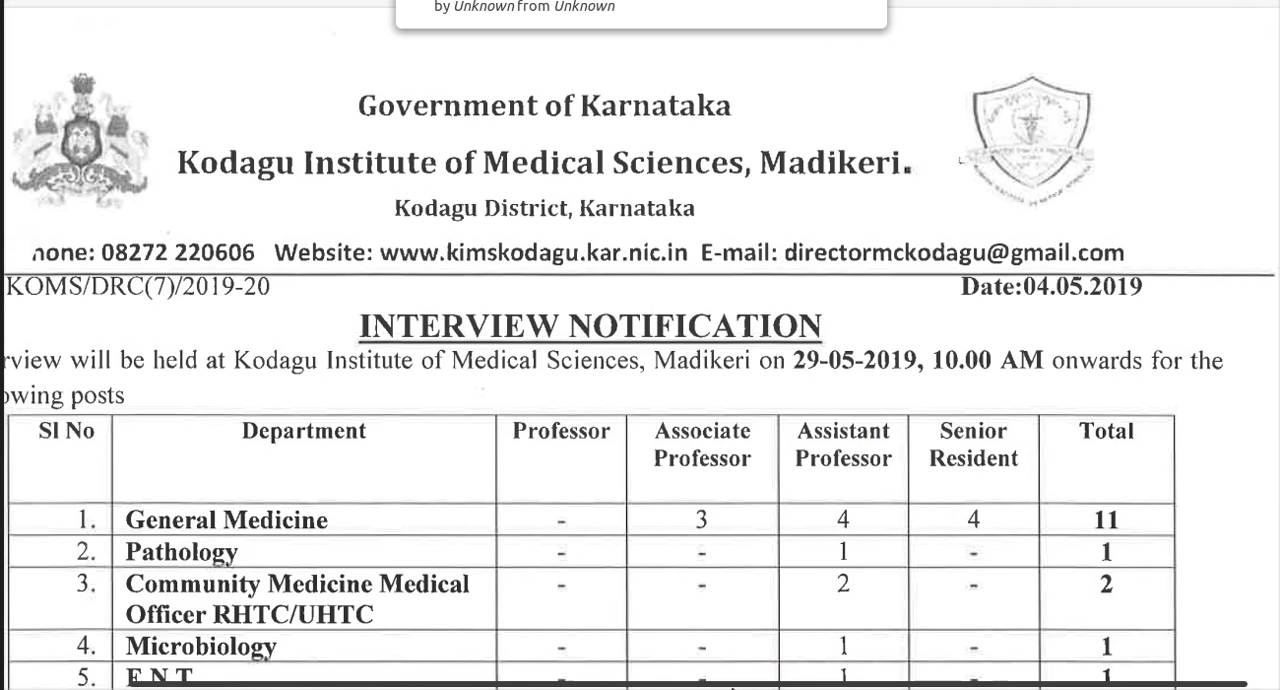 by Unknown from Unknown
Government of Karnataka
Kodagu Institute of Medical Sciences, Madikeri.
Kodagu District, Karnataka
none: 08272 220606 Website: www.kimskodagu.kar.nic.in E-mail: directormckodagu@gmail.com
KOMS/DRC(7)/2019-20 Date:04.05.2019
INTERVIEW NOTIFICATION
rview will be held at Kodagu Institute of Medical Sciences, Madikeri on 29-05-2019, 10.00 AM onwards for the
owing posts
Sl No Department Professor Associate Professor Assistant Professor Senior Resident Total
1. General Medicine - 3 4 4 11
2. Pathology - - 1 - 1
3. Community Medicine Medical - - 2 - 2
Officer RHTC/UHTC
4. Microbiology - - 1 - 1
5. E N T - - 1 - 1